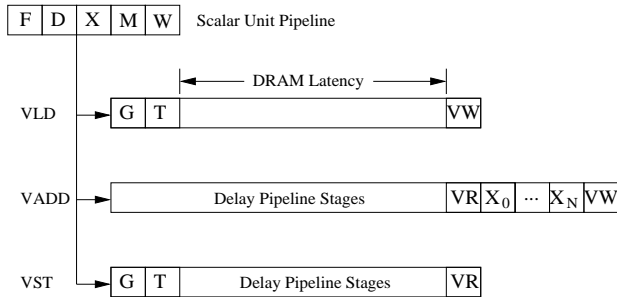 F D X M W Scalar Unit Pipeline
DRAM Latency
VLD G T VW
VADD Delay Pipeline Stages VR X0 ... XN VW
VST G T Delay Pipeline Stages VR